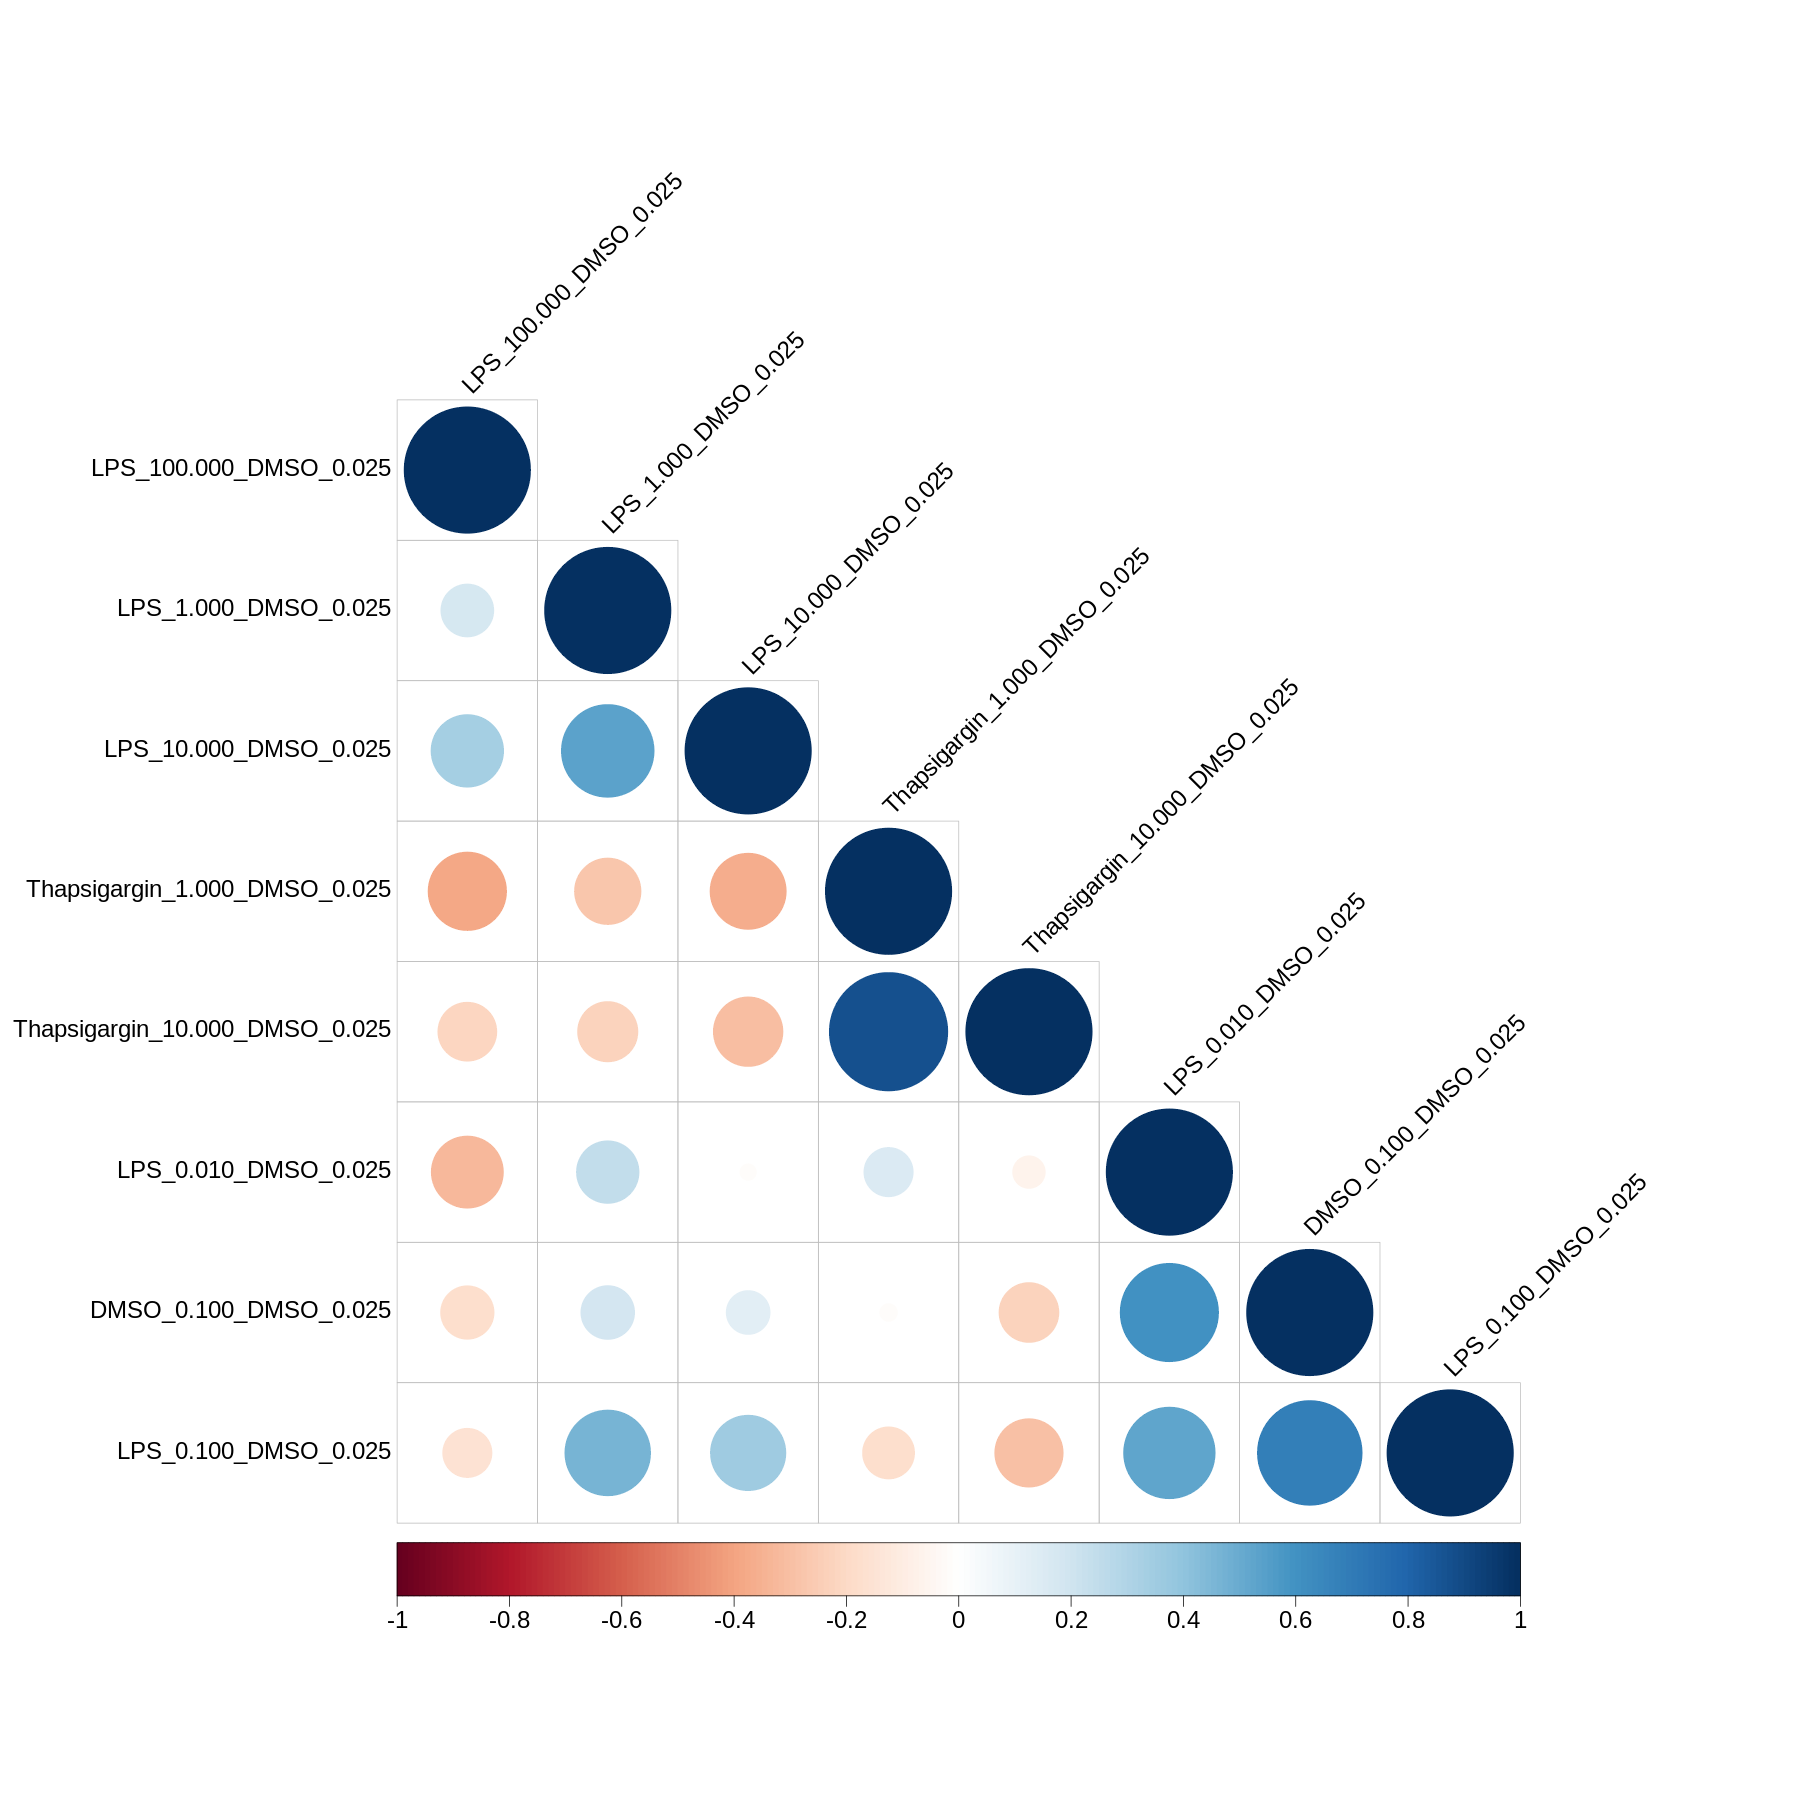 LPS_100.000_DMSO_0.025
LPS_1.000_DMSO_0.025
LPS_10.000_DMSO_0.025
Thapsigargin_1.000_DMSO_0.025
Thapsigargin_10.000_DMSO_0.025
LPS_0.010_DMSO_0.025
DMSO_0.100_DMSO_0.025
LPS_0.100_DMSO_0.025
LPS_100.000_DMSO_0.025
LPS_1.000_DMSO_0.025
LPS_10.000_DMSO_0.025
Thapsigargin_1.000_DMSO_0.025
Thapsigargin_10.000_DMSO_0.025
LPS_0.010_DMSO_0.025
DMSO_0.100_DMSO_0.025
LPS_0.100_DMSO_0.025
-1 -0.8 -0.6 -0.4 -0.2 0 0.2 0.4 0.6 0.8 1